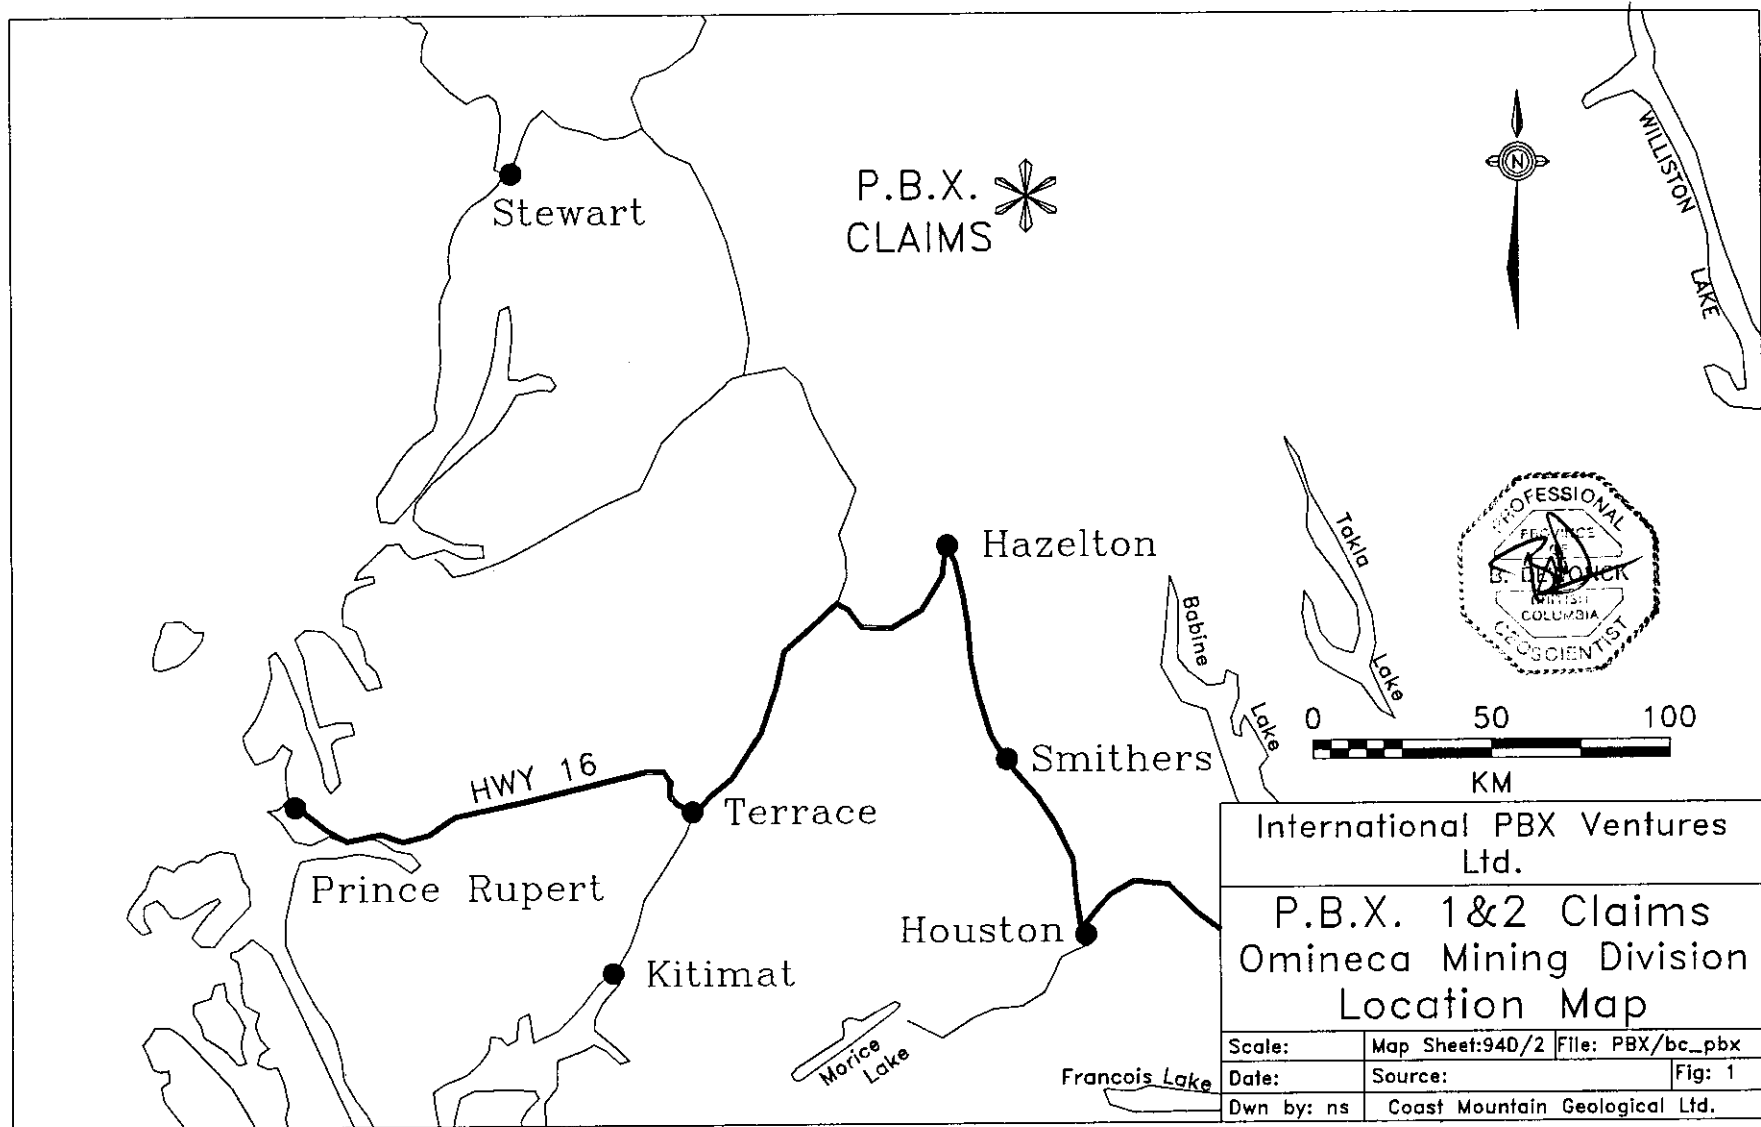 Stewart
P.B.X.
CLAIMS
N
WILLISTON
LAKE
Hazelton
Takla
Lake
Babine
Lake
PROFESSIONAL
PROVINCE
OF
BRITISH
COLUMBIA
GEOSCIENTIST
0 50 100
KM
Smithers
HWY 16
Terrace
Prince Rupert
Houston
Kitimat
Morice
Lake
Francois Lake
International PBX Ventures
Ltd.
P.B.X. 1&2 Claims
Omineca Mining Division
Location Map
Scale: Map Sheet:94D/2 File: PBX/bc_pbx
Date: Source: Fig: 1
Dwn by: ns Coast Mountain Geological Ltd.